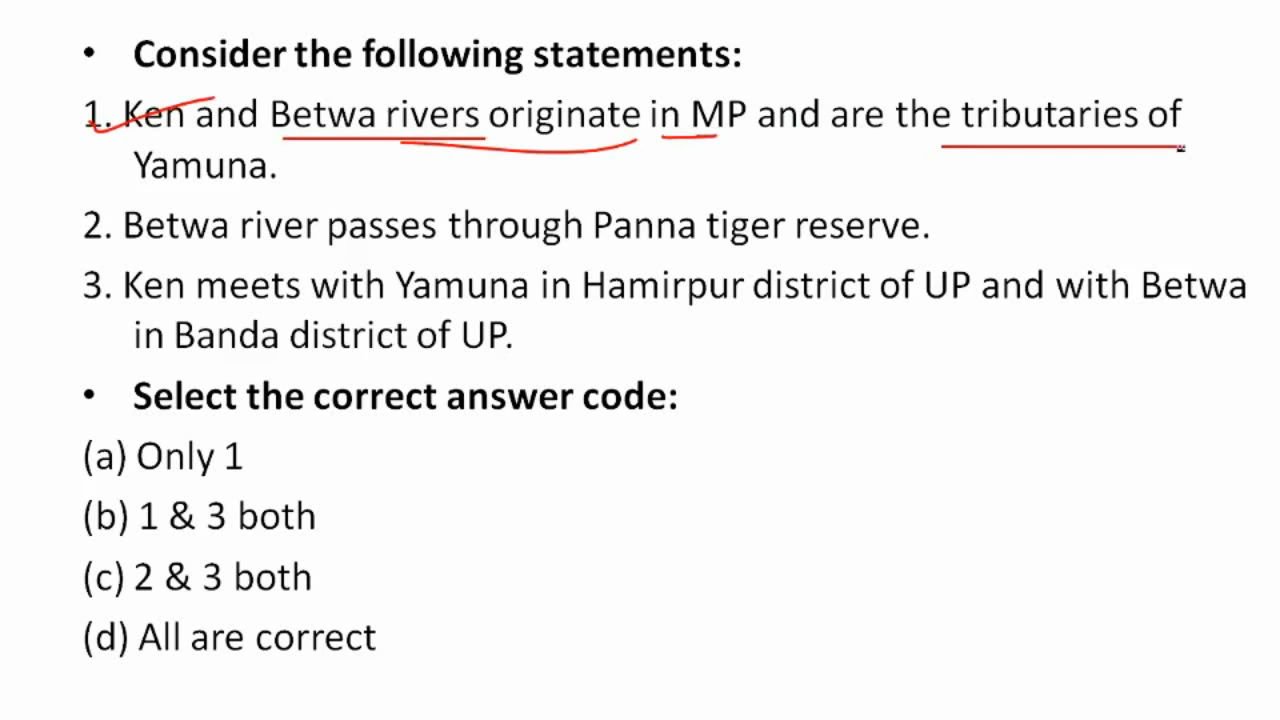 • Consider the following statements:
1. Ken and Betwa rivers originate in MP and are the tributaries of
Yamuna.
2. Betwa river passes through Panna tiger reserve.
3. Ken meets with Yamuna in Hamirpur district of UP and with Betwa
in Banda district of UP.
• Select the correct answer code:
(a) Only 1
(b) 1 & 3 both
(c) 2 & 3 both
(d) All are correct